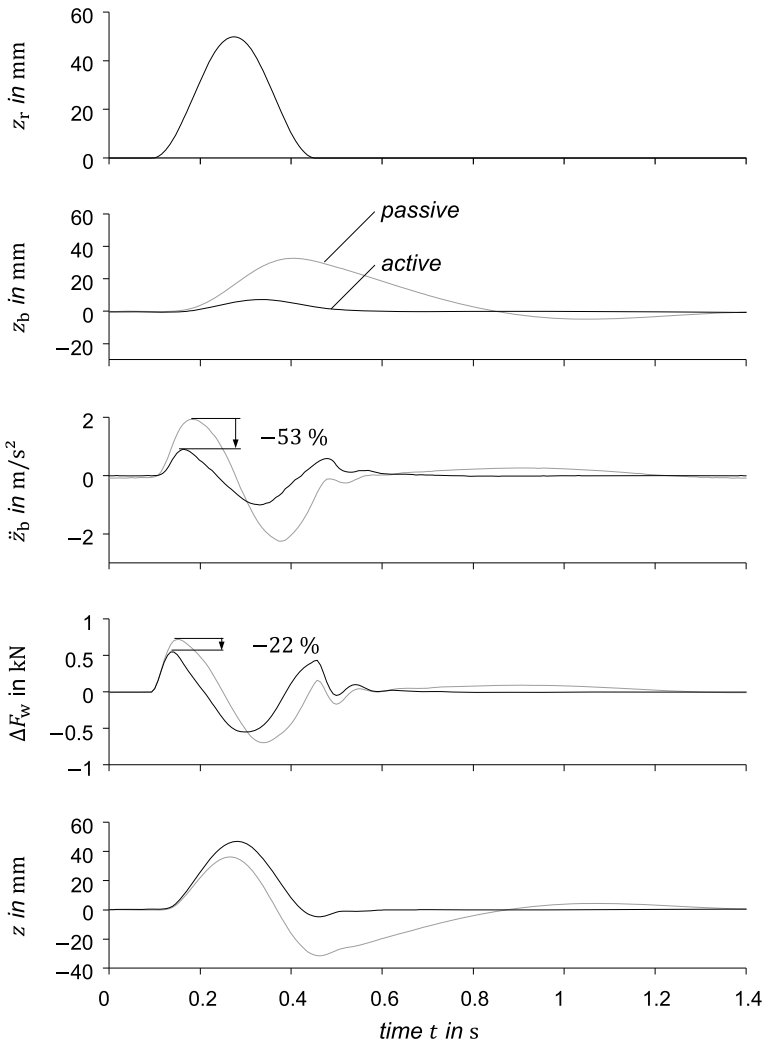 60
40
20
0
z_r in mm
60
passive
40
active
20
0
−20
z_b in mm
2
−53 %
0
−2
z̈_b in m/s²
1
0.5
−22 %
0
−0.5
−1
ΔF_w in kN
60
40
20
0
−20
−40
z in mm
0 0.2 0.4 0.6 0.8 1 1.2 1.4
time t in s